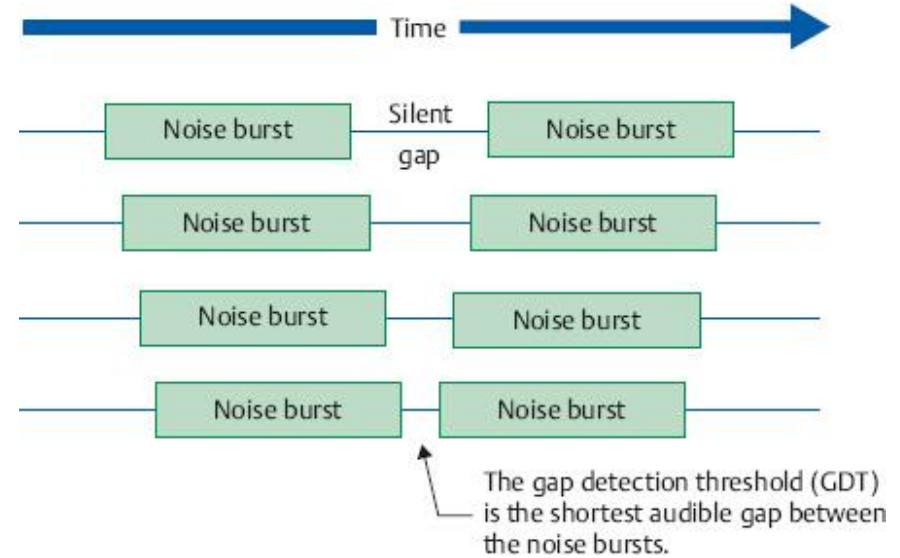 Time
Noise burst
Silent
gap
Noise burst
Noise burst
Noise burst
Noise burst
Noise burst
Noise burst
Noise burst
The gap detection threshold (GDT)
is the shortest audible gap between
the noise bursts.